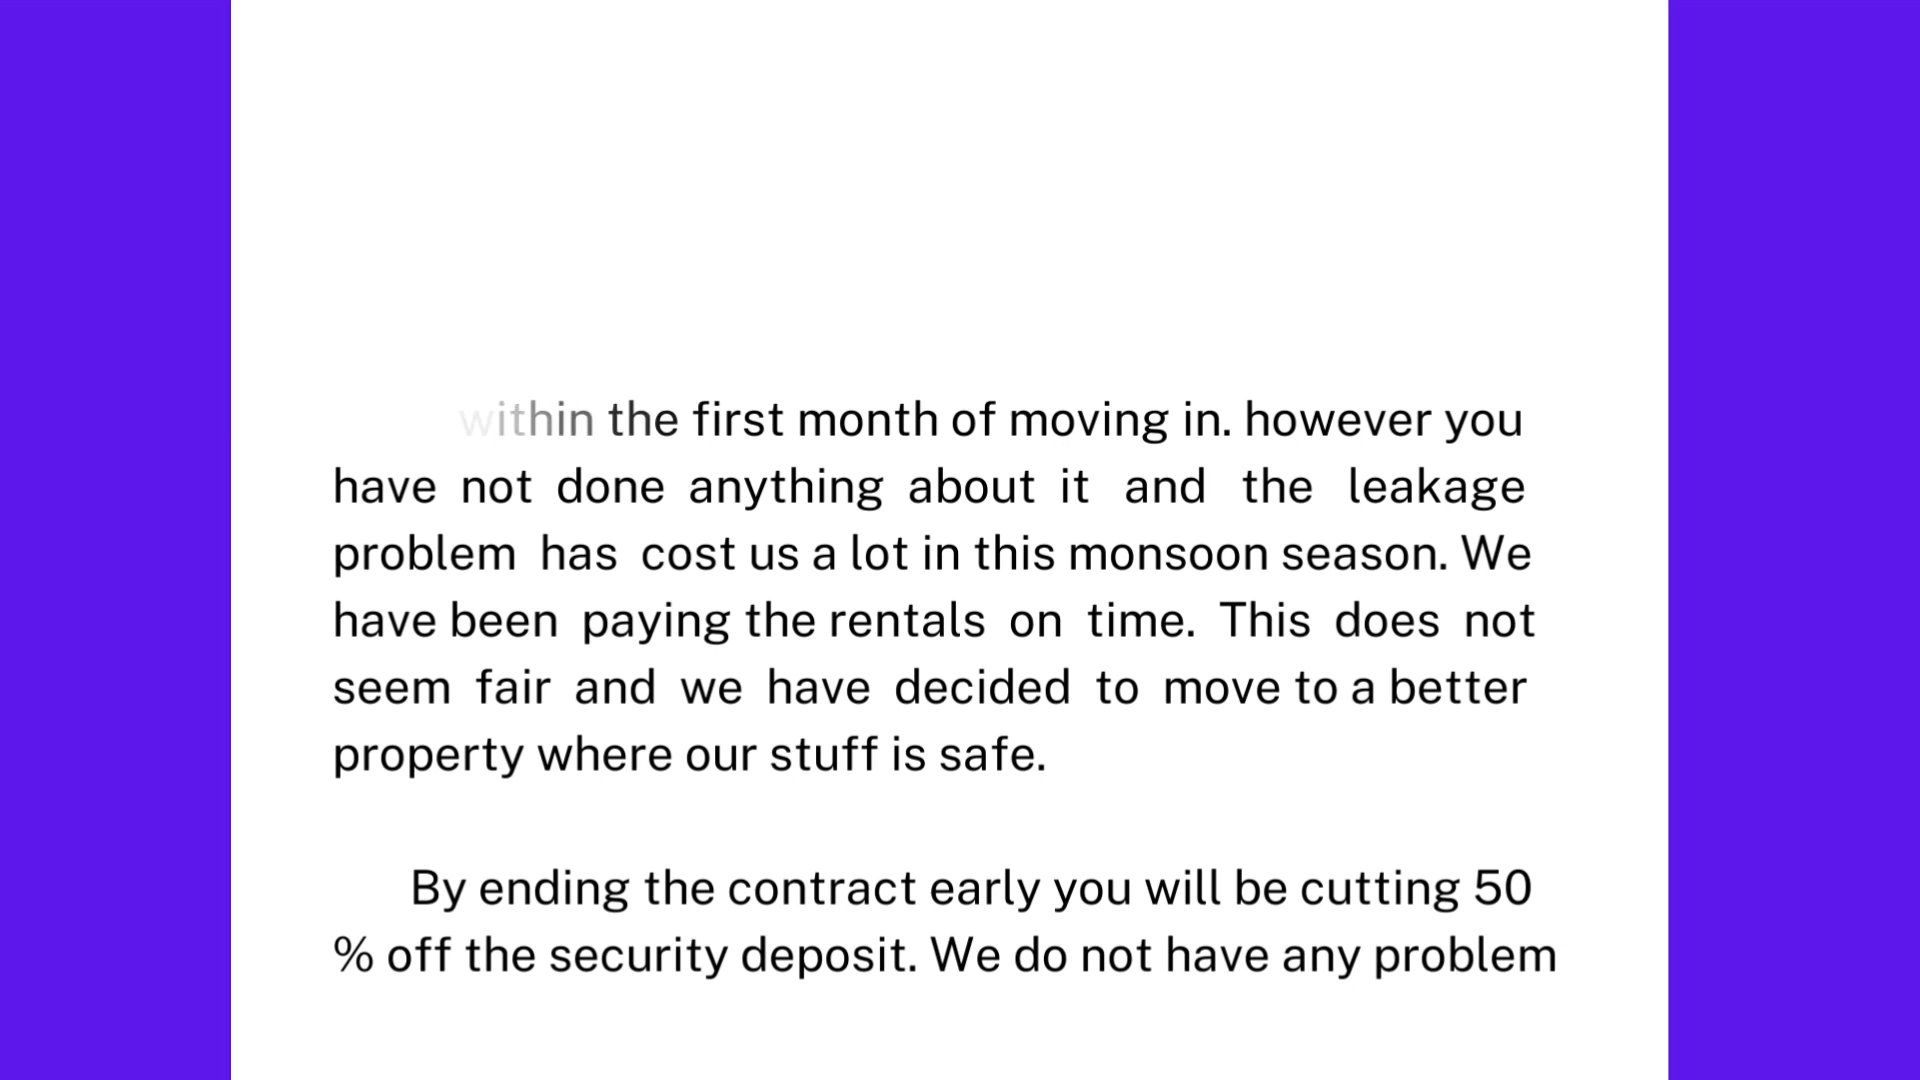 within the first month of moving in. however you
have not done anything about it and the leakage
problem has cost us a lot in this monsoon season. We
have been paying the rentals on time. This does not
seem fair and we have decided to move to a better
property where our stuff is safe.
By ending the contract early you will be cutting 50
% off the security deposit. We do not have any problem